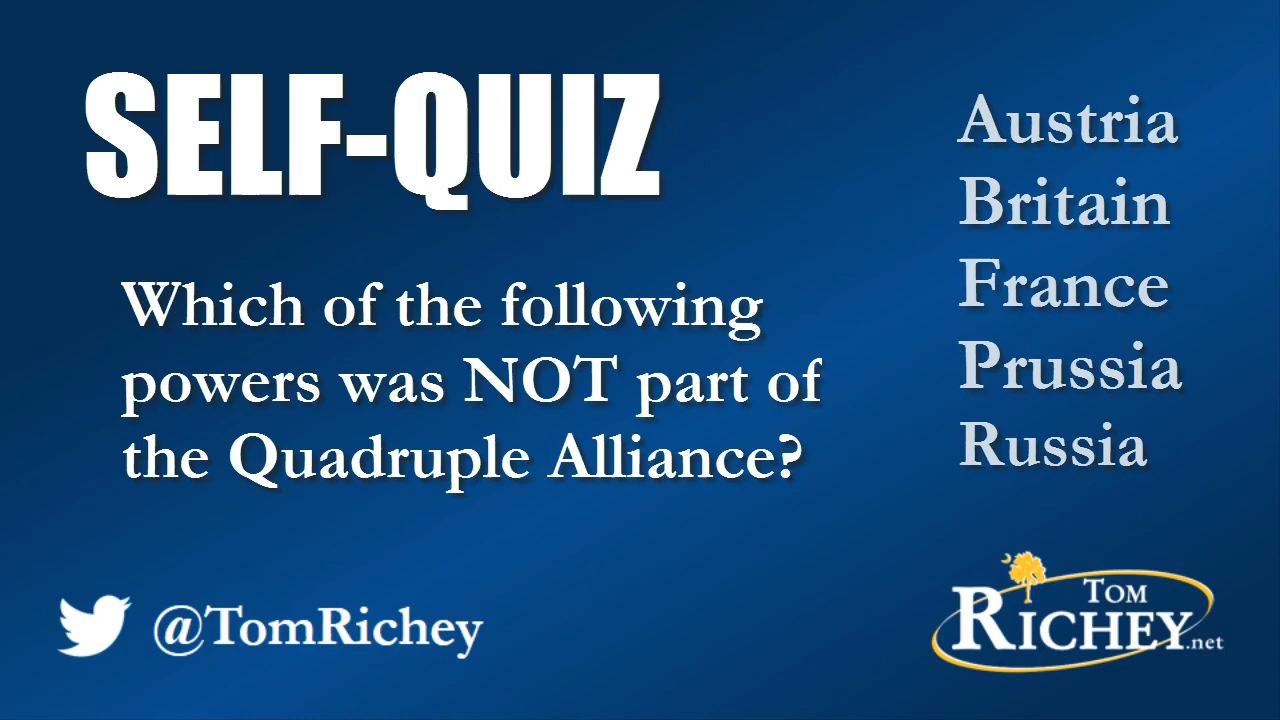 SELF-QUIZ
Which of the following
powers was NOT part of
the Quadruple Alliance?
Austria
Britain
France
Prussia
Russia
@TomRichey
TOM
RICHEY.net